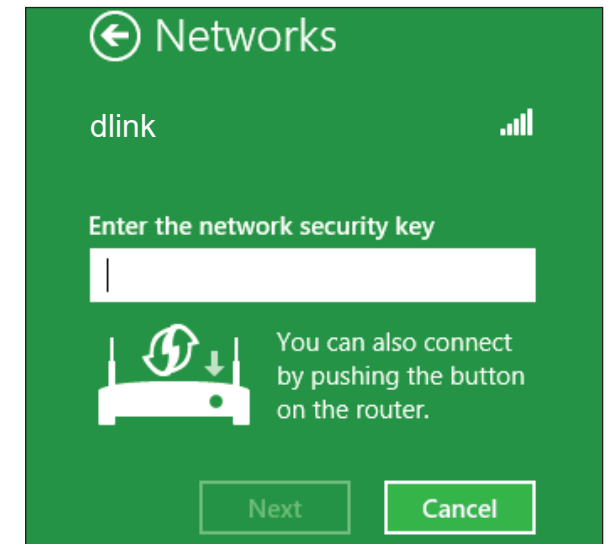 Networks
dlink
Enter the network security key
You can also connect
by pushing the button
on the router.
Next
Cancel